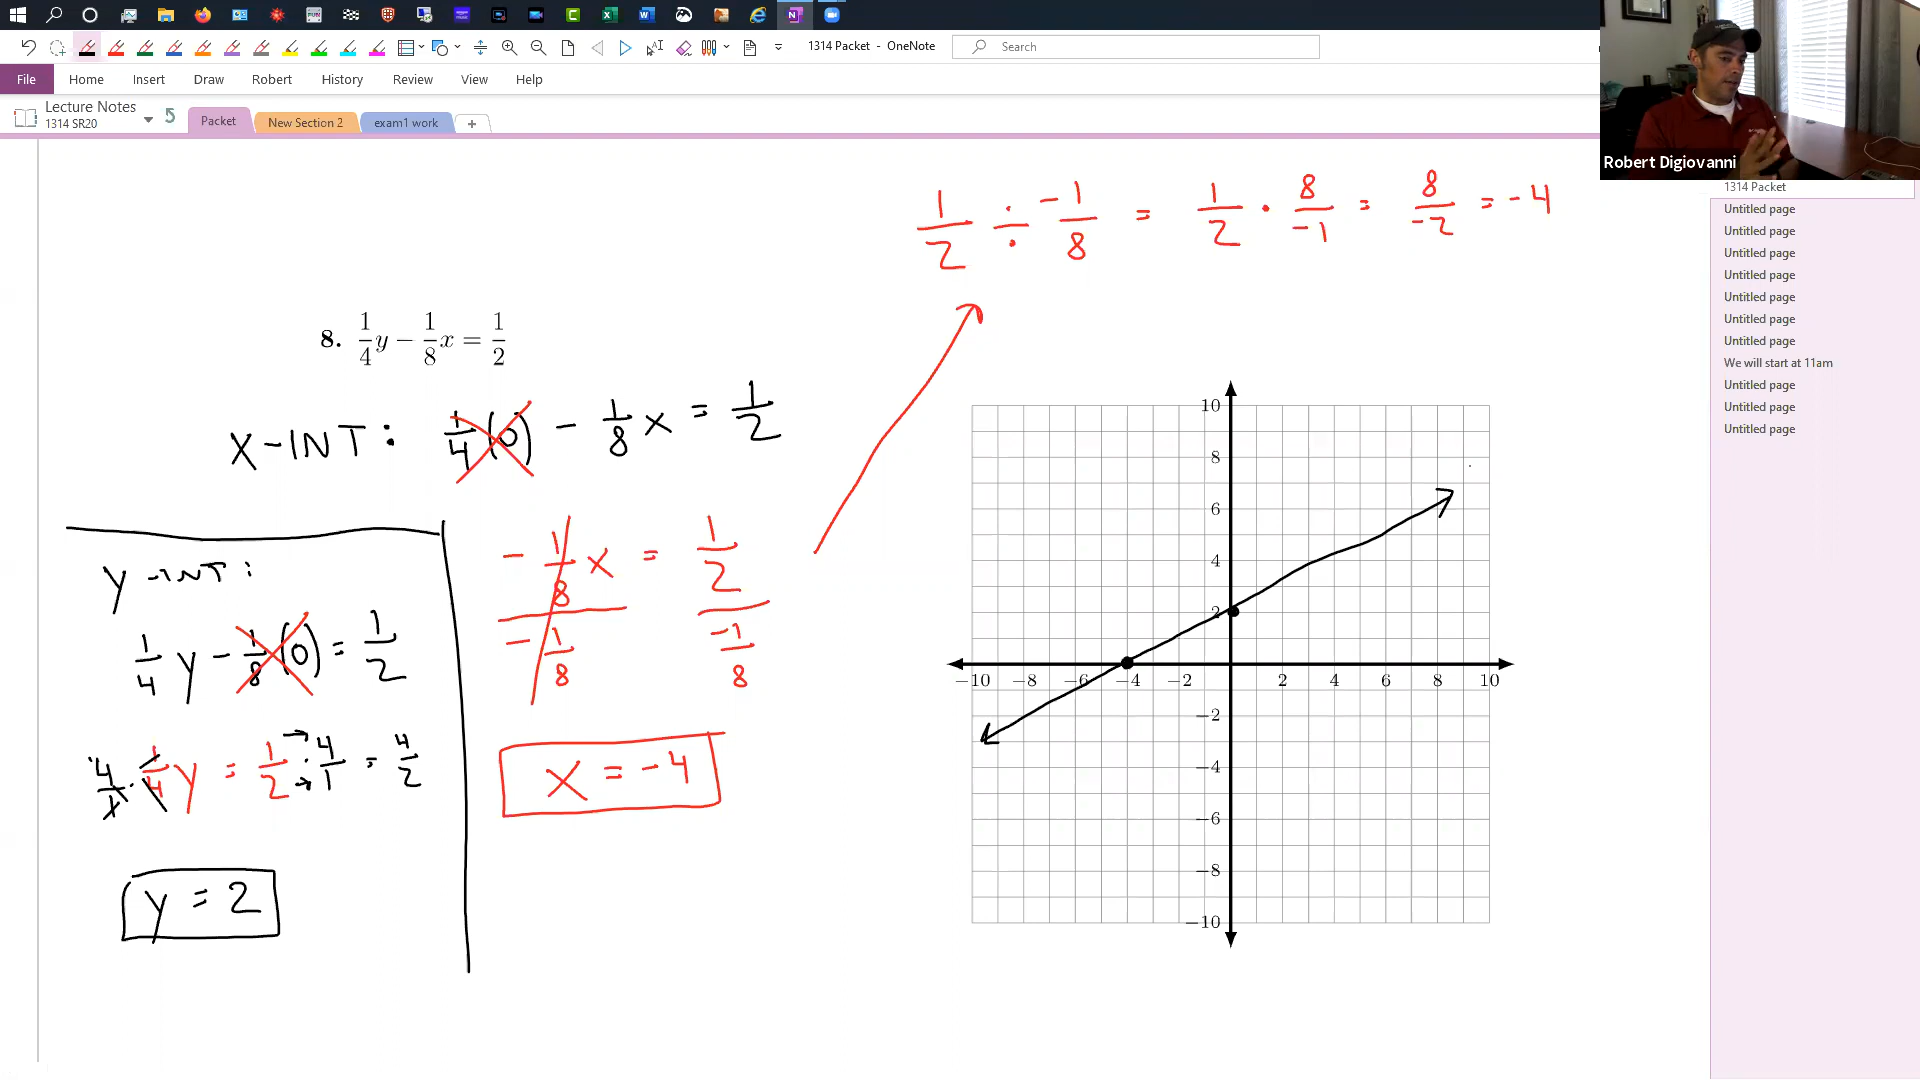 1314 Packet - OneNote
Search
File Home Insert Draw Robert History Review View Help
Lecture Notes
1314 SR20
Packet
New Section 2
exam1 work
+
Robert Digiovanni
1314 Packet
Untitled page
Untitled page
Untitled page
Untitled page
Untitled page
Untitled page
Untitled page
We will start at 11am
Untitled page
Untitled page
Untitled page
1/2 ÷ -1/8 = 1/2 · 8/-1 = 8/-2 = -4
8. 1/4 y − 1/8 x = 1/2
X-INT: 1/4 (0) - 1/8 x = 1/2
- 1/8 x = 1/2
- 1/8 -1/8
x = -4
Y-INT:
1/4 y - 1/8 (0) = 1/2
4/1 · 1/4 y = 1/2 · 4/1 = 4/2
y = 2
10
8
6
4
2
−10 −8 −6 −4 −2 2 4 6 8 10
−2
−4
−6
−8
−10